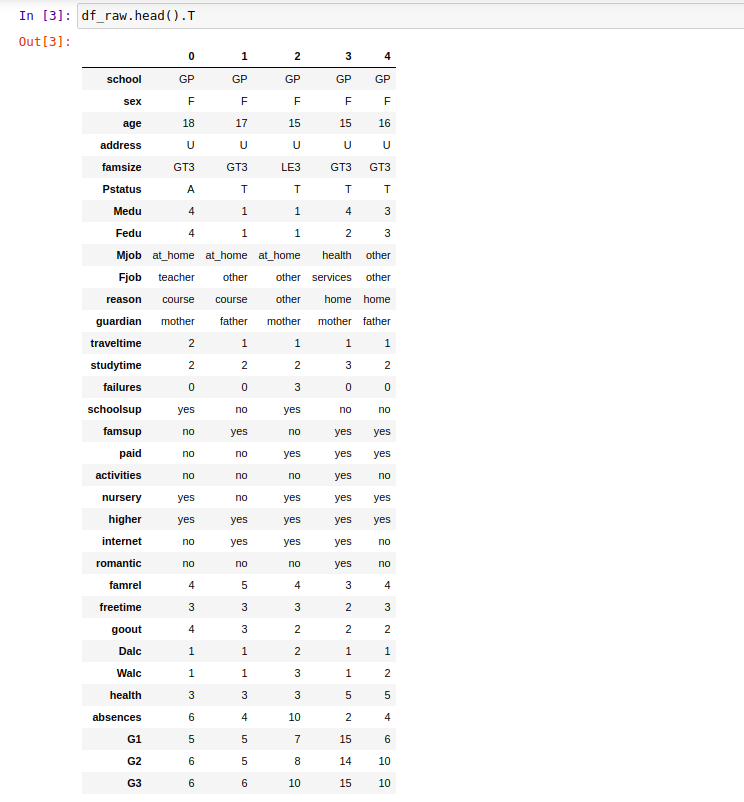 In [3]: df_raw.head().T
Out[3]:
0 1 2 3 4
school GP GP GP GP GP
sex F F F F F
age 18 17 15 15 16
address U U U U U
famsize GT3 GT3 LE3 GT3 GT3
Pstatus A T T T T
Medu 4 1 1 4 3
Fedu 4 1 1 2 3
Mjob at_home at_home at_home health other
Fjob teacher other other services other
reason course course other home home
guardian mother father mother mother father
traveltime 2 1 1 1 1
studytime 2 2 2 3 2
failures 0 0 3 0 0
schoolsup yes no yes no no
famsup no yes no yes yes
paid no no yes yes yes
activities no no no yes no
nursery yes no yes yes yes
higher yes yes yes yes yes
internet no yes yes yes no
romantic no no no yes no
famrel 4 5 4 3 4
freetime 3 3 3 2 3
goout 4 3 2 2 2
Dalc 1 1 2 1 1
Walc 1 1 3 1 2
health 3 3 3 5 5
absences 6 4 10 2 4
G1 5 5 7 15 6
G2 6 5 8 14 10
G3 6 6 10 15 10